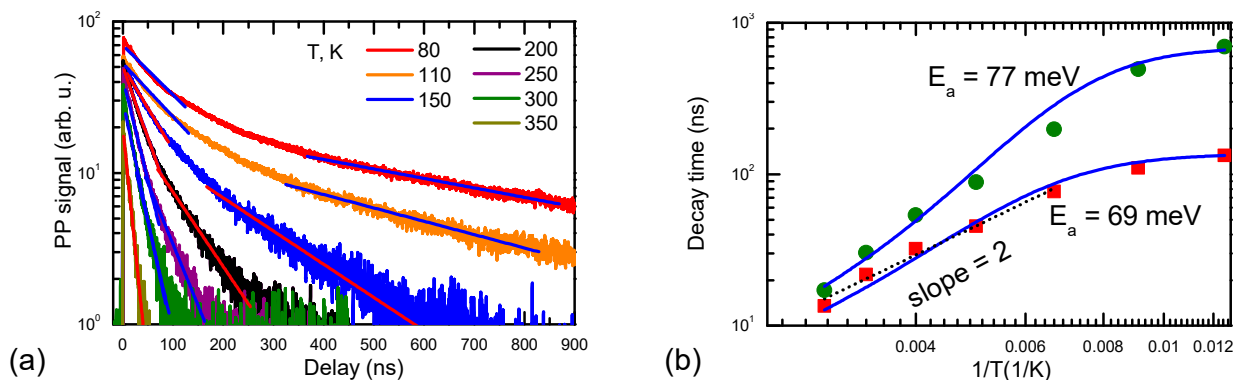 10²
10¹
10⁰
PP signal (arb. u.)
T, K
80
110
150
200
250
300
350
0 100 200 300 400 500 600 700 800 900
Delay (ns)
(a)
10³
10²
10¹
Decay time (ns)
Eₐ = 77 meV
Eₐ = 69 meV
slope = 2
0.004 0.006 0.008 0.01 0.012
1/T(1/K)
(b)